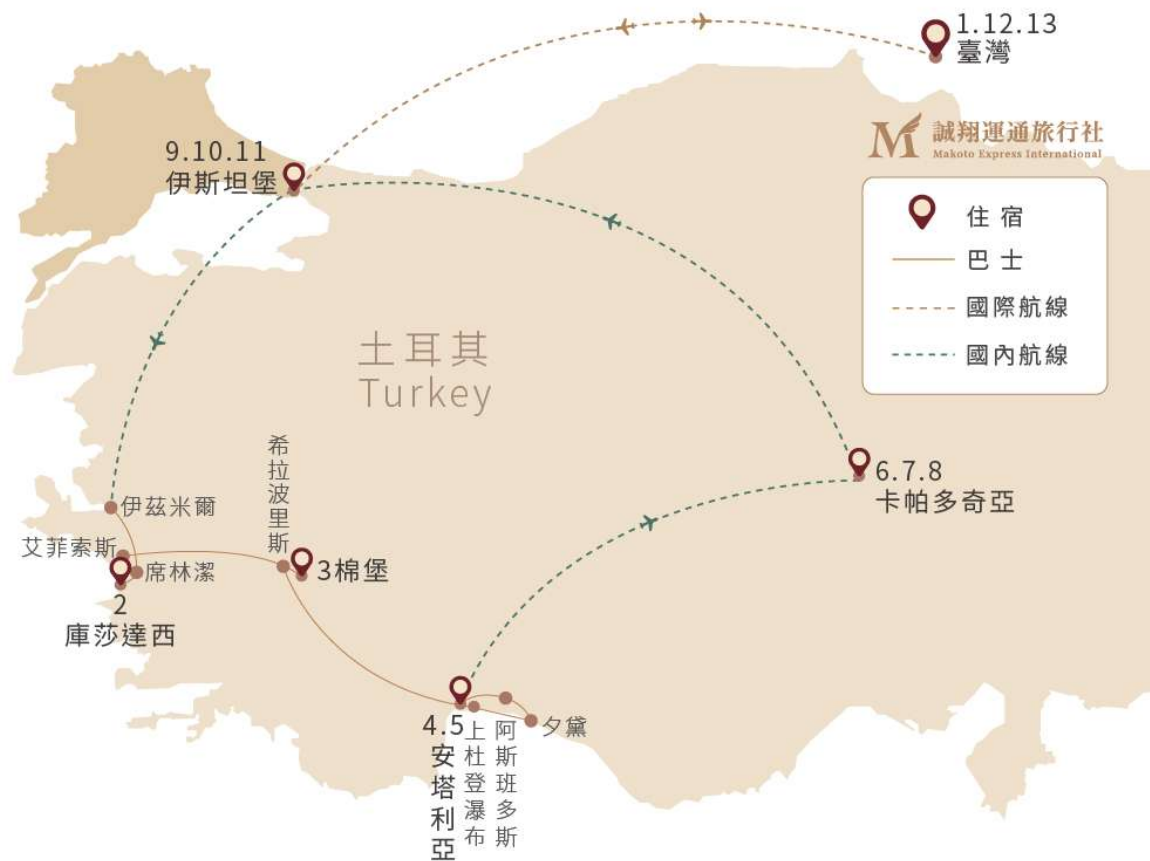 1.12.13
臺灣
誠翔運通旅行社
Makoto Express International
住宿
巴士
國際航線
國內航線
9.10.11
伊斯坦堡
土耳其
Turkey
希拉波里斯
6.7.8
卡帕多奇亞
伊茲米爾
艾菲索斯
席林潔
3棉堡
2
庫莎達西
4.5
安塔利亞
上杜登瀑布
阿斯班多斯
夕黛